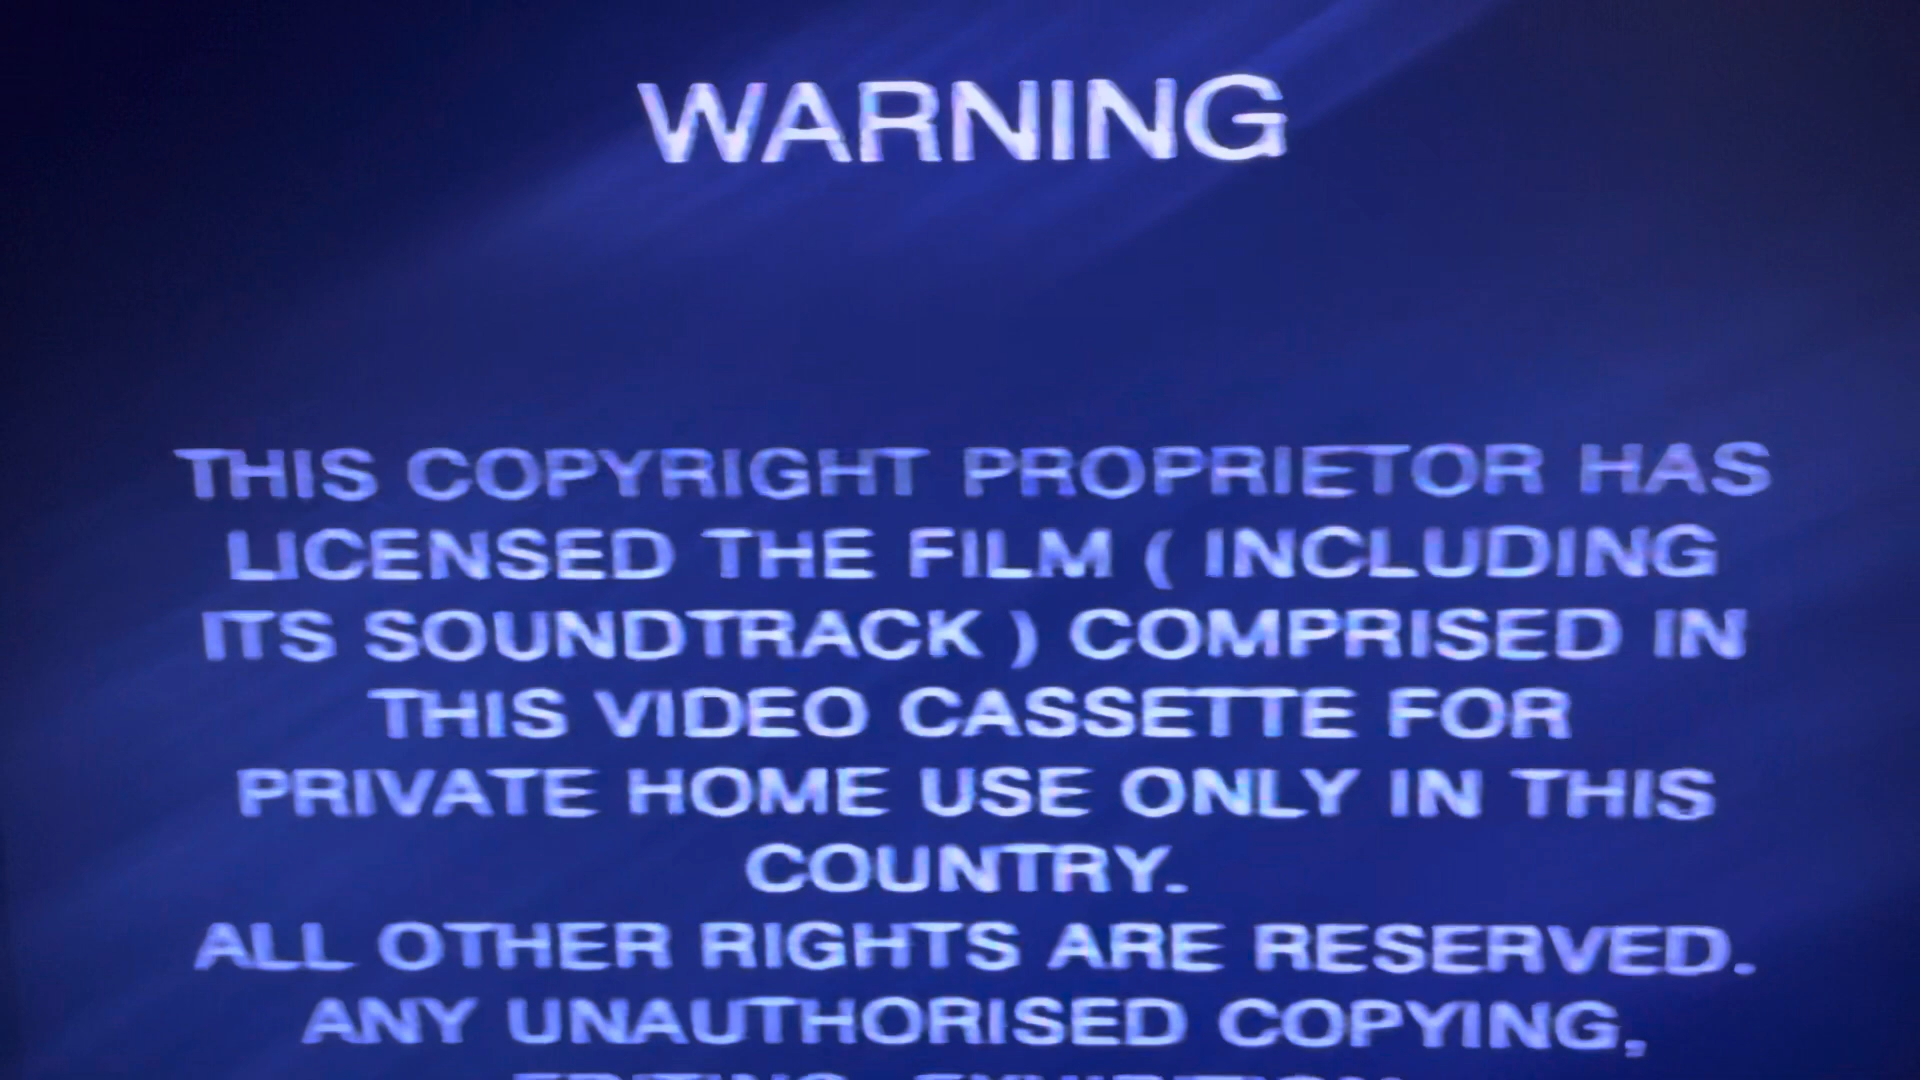 WARNING
THIS COPYRIGHT PROPRIETOR HAS
LICENSED THE FILM ( INCLUDING
ITS SOUNDTRACK ) COMPRISED IN
THIS VIDEO CASSETTE FOR
PRIVATE HOME USE ONLY IN THIS
COUNTRY.
ALL OTHER RIGHTS ARE RESERVED.
ANY UNAUTHORISED COPYING,